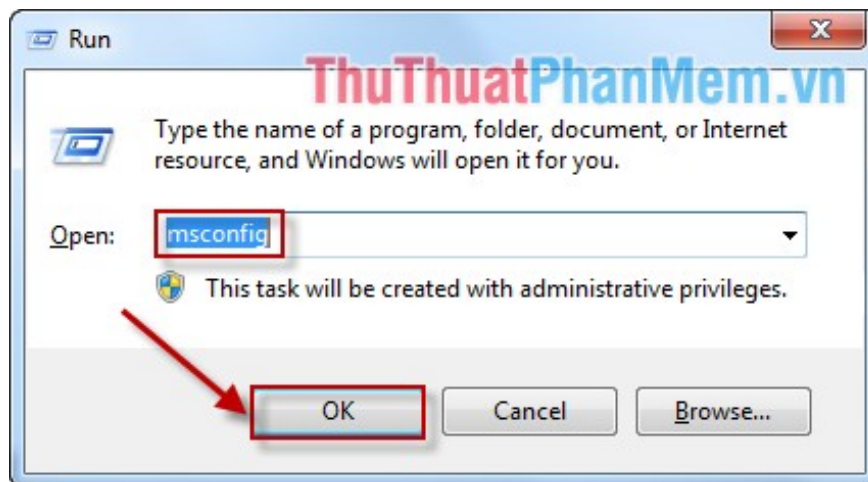 Run
ThuThuatPhanMem.vn
Type the name of a program, folder, document, or Internet
resource, and Windows will open it for you.
Open: msconfig
This task will be created with administrative privileges.
OK Cancel Browse...